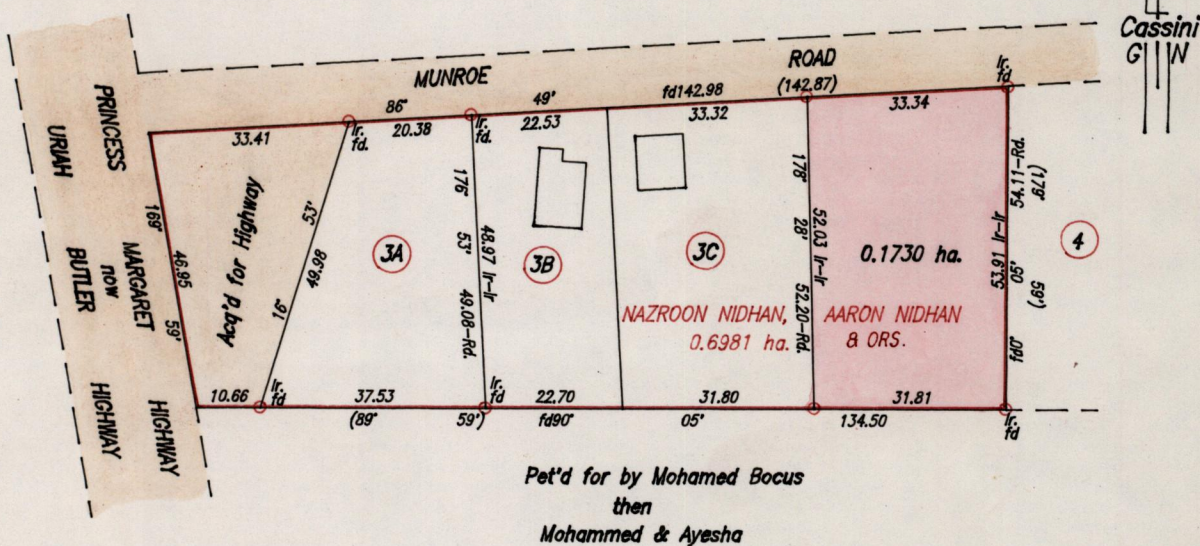 4
Cassini
G N
MUNROE ROAD
PRINCESS MARGARET HIGHWAY
now
URIAH BUTLER HIGHWAY
86° 49' fd142.98 (142.87)
33.41 20.38 22.53 33.32 33.34
Ir. fd.
Ir. fd.
Ir. fd
169° 46.95 59'
Acq'd for Highway
16° 49.98 53'
3A
176° 53'
48.97 Ir-Ir
49.08-Rd.
3B
3C
178° 28'
52.03 Ir-Ir
52.20-Rd.
0.1730 ha.
54.11-Rd.
53.91 Ir-Ir
(179° 59')
fd0° 05'
4
NAZROON NIDHAN, AARON NIDHAN
0.6981 ha. & ORS.
Ir. fd
Ir. fd
Ir. fd
10.66 37.53 22.70 31.80 31.81
(89° 59') fd90° 05' 134.50
Pet'd for by Mohamed Bocus
then
Mohammed & Ayesha